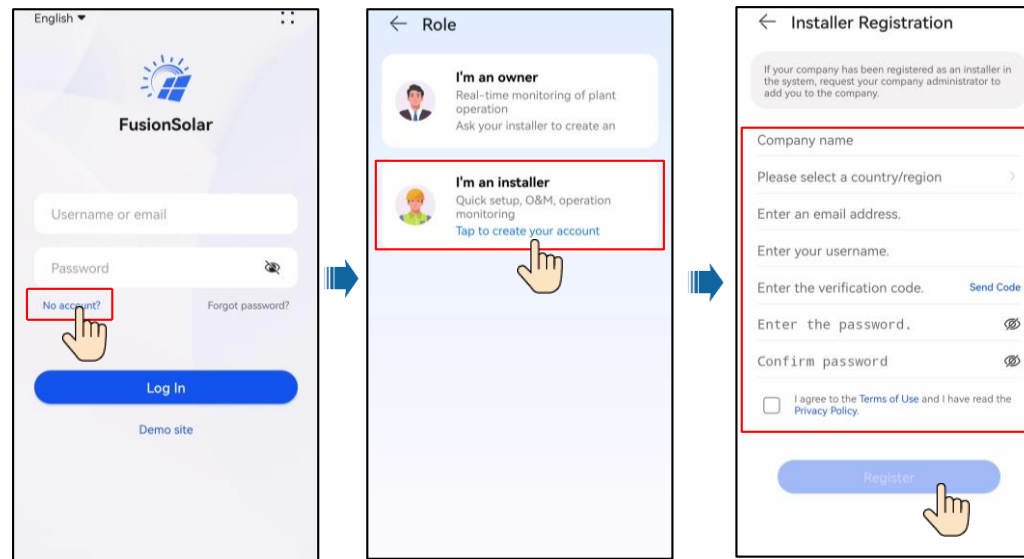 English
FusionSolar
Username or email
Password
No account?
Forgot password?
Log In
Demo site
Role
I'm an owner
Real-time monitoring of plant
operation
Ask your installer to create an
I'm an installer
Quick setup, O&M, operation
monitoring
Tap to create your account
Installer Registration
If your company has been registered as an installer in
the system, request your company administrator to
add you to the company.
Company name
Please select a country/region
Enter an email address.
Enter your username.
Enter the verification code.
Send Code
Enter the password.
Confirm password
I agree to the Terms of Use and I have read the
Privacy Policy.
Register